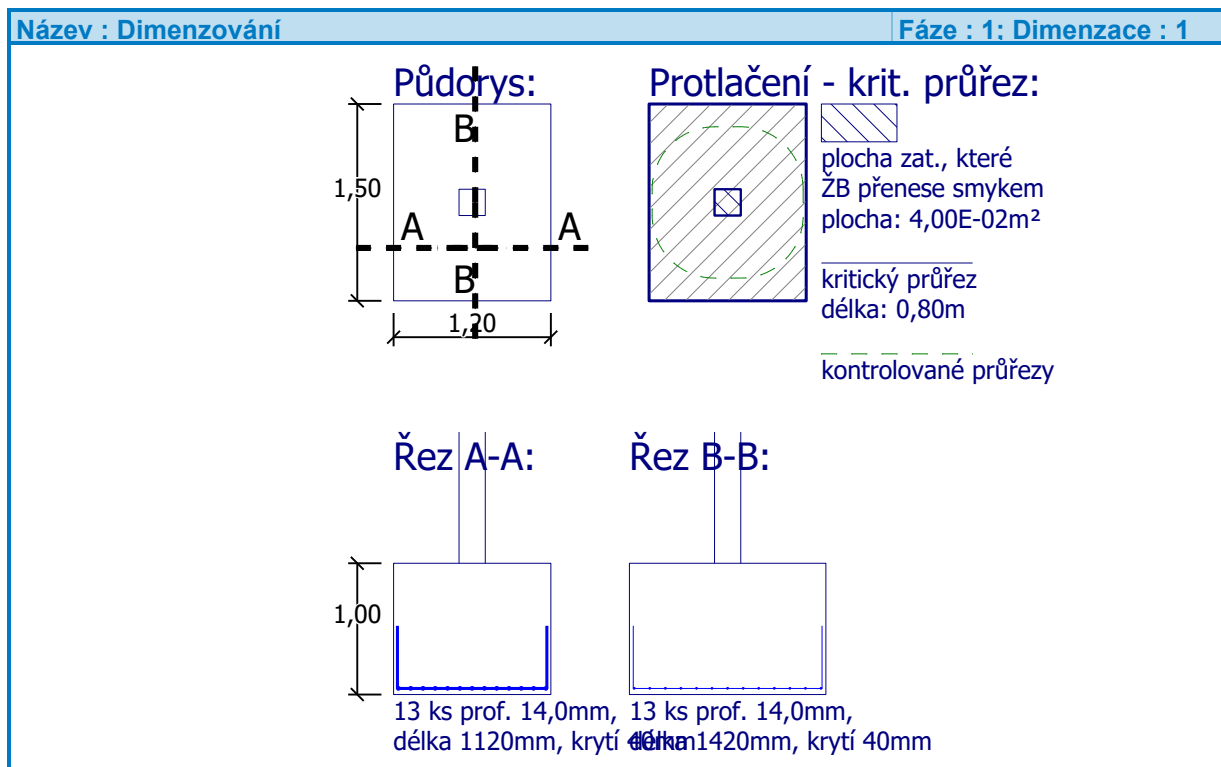 Název : Dimenzování
Fáze : 1; Dimenzace : 1
Půdorys:
B
1,50
A
A
B
1,20
Protlačení - krit. průřez:
plocha zat., které
ŽB přenese smykem
plocha: 4,00E-02m²
kritický průřez
délka: 0,80m
kontrolované průřezy
Řez A-A:
1,00
13 ks prof. 14,0mm,
délka 1120mm, krytí 40mm
Řez B-B:
13 ks prof. 14,0mm,
délka 1420mm, krytí 40mm